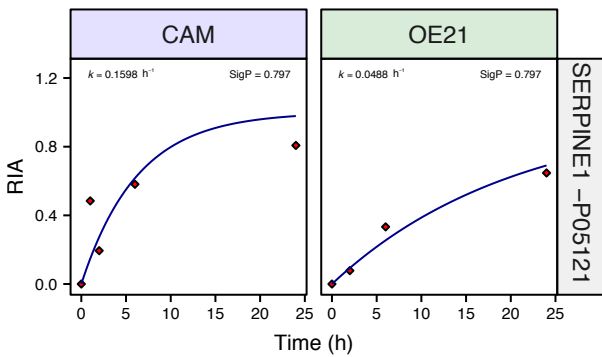 CAM
OE21
k = 0.1598 h⁻¹
SigP = 0.797
k = 0.0488 h⁻¹
SigP = 0.797
SERPINE1 –P05121
RIA
1.2
0.8
0.4
0.0
0 5 10 15 20 25
0 5 10 15 20 25
Time (h)